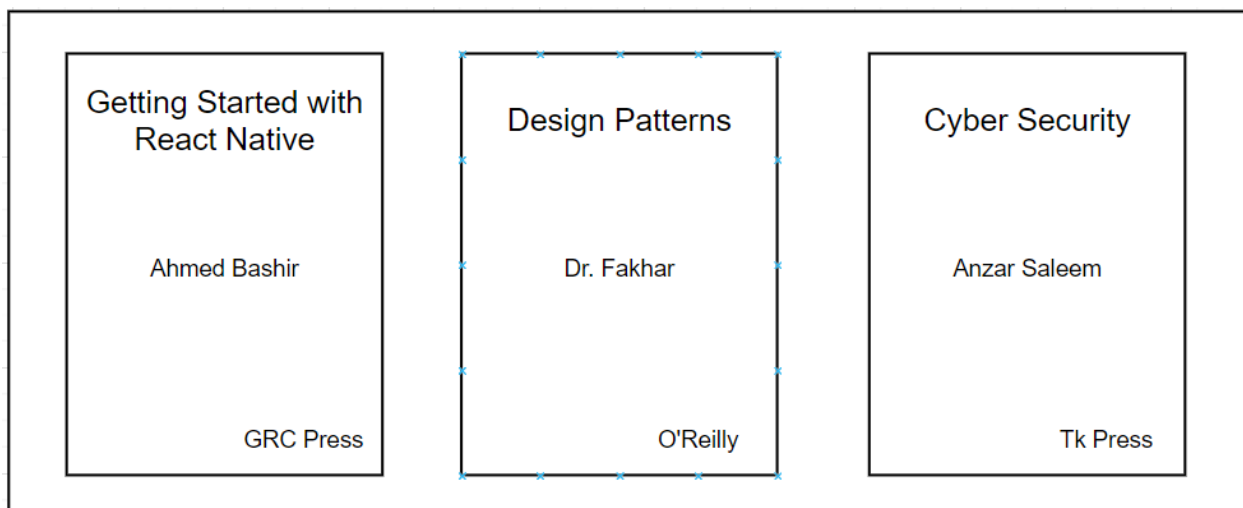 Getting Started with
React Native
Ahmed Bashir
GRC Press
Design Patterns
Dr. Fakhar
O'Reilly
Cyber Security
Anzar Saleem
Tk Press